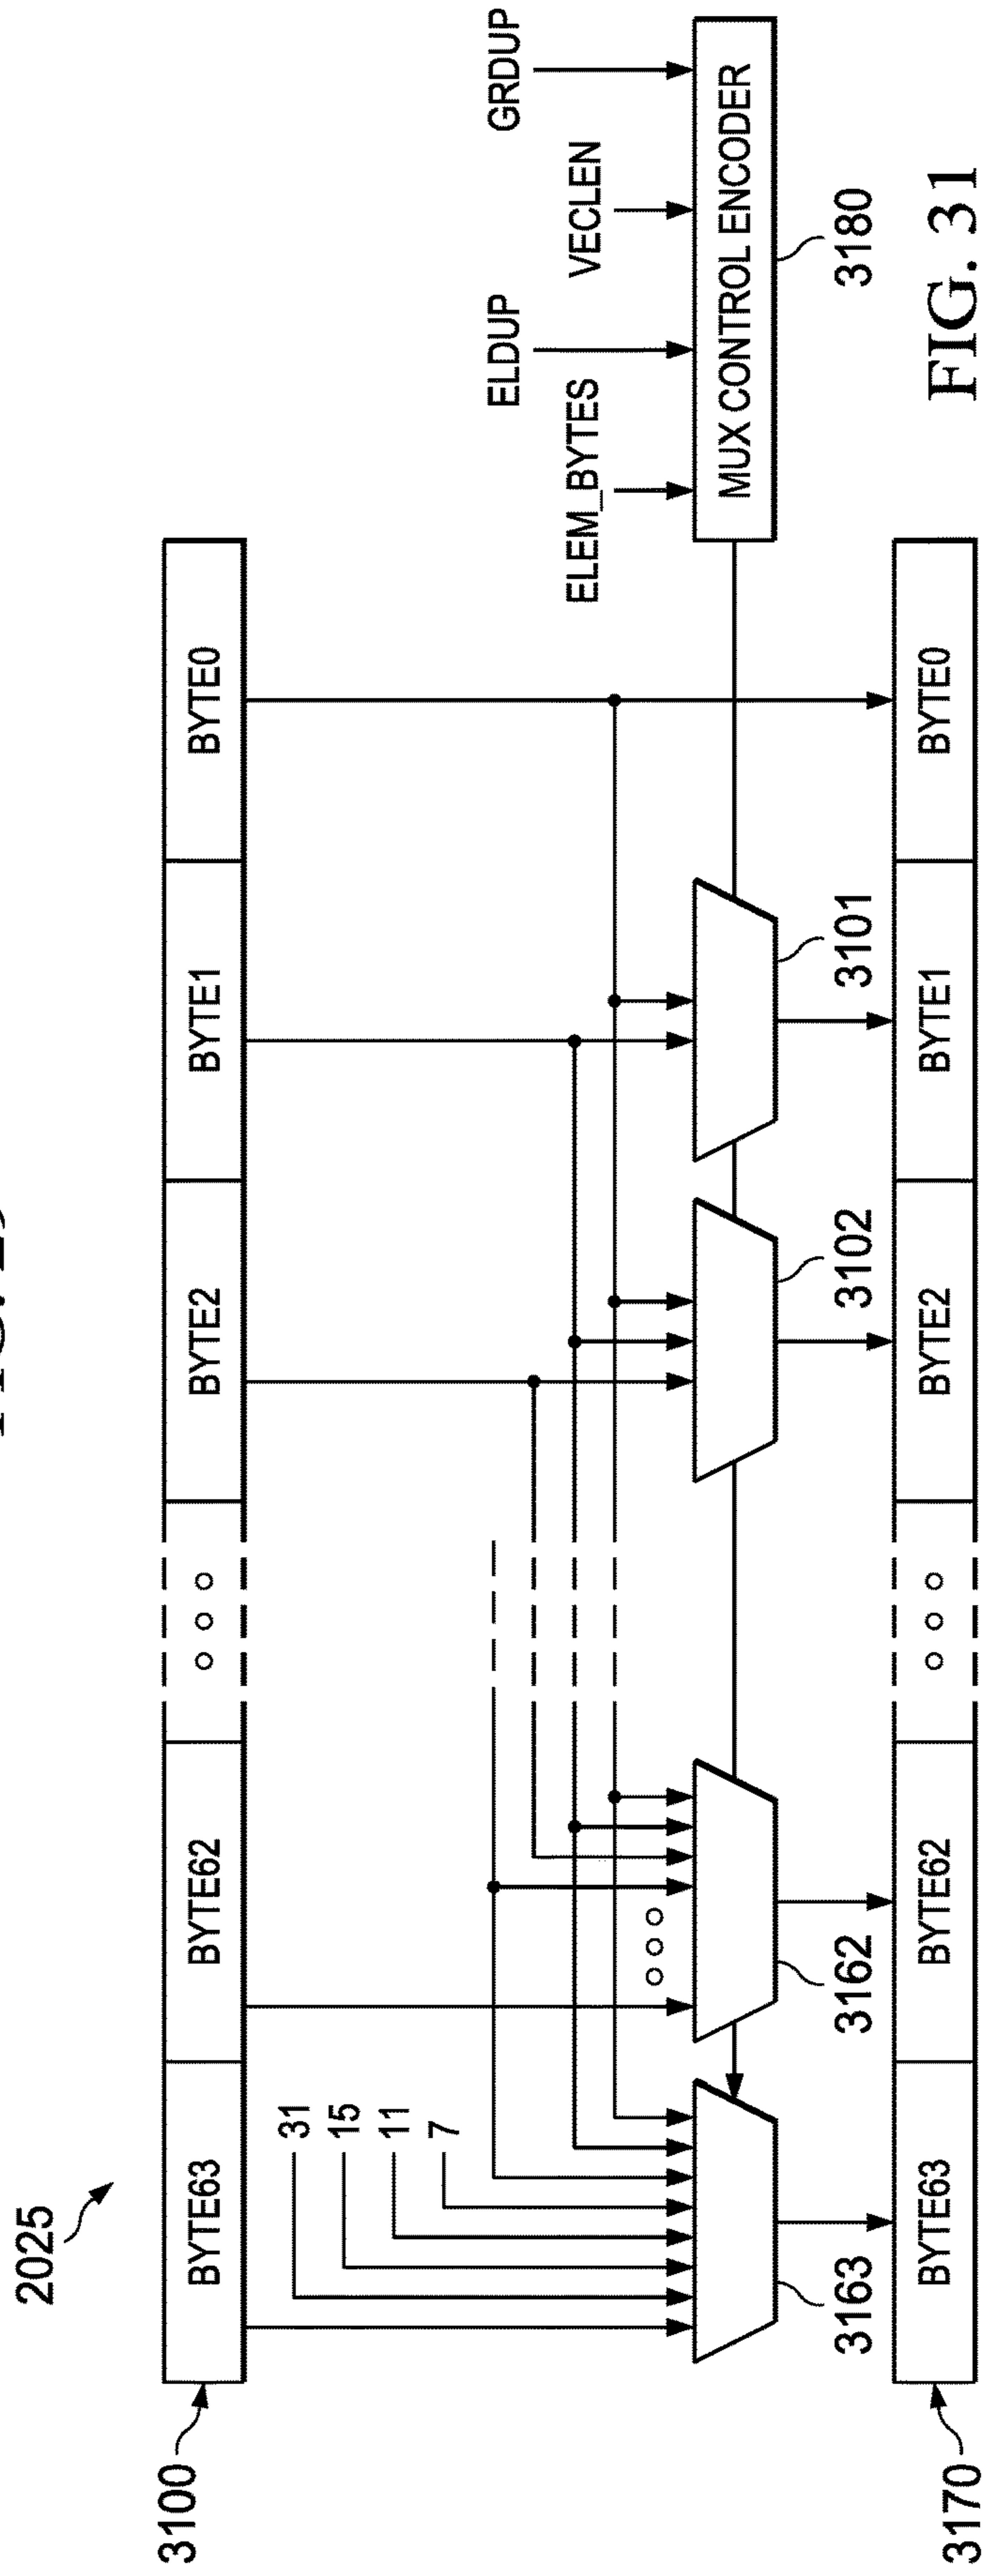 2025
3100
BYTE63
BYTE62
BYTE2
BYTE1
BYTE0
31
15
11
7
ELDUP
GRDUP
ELEM_BYTES
VECLEN
MUX CONTROL ENCODER
3163
3162
3102
3101
3180
3170
BYTE63
BYTE62
BYTE2
BYTE1
BYTE0
FIG. 31